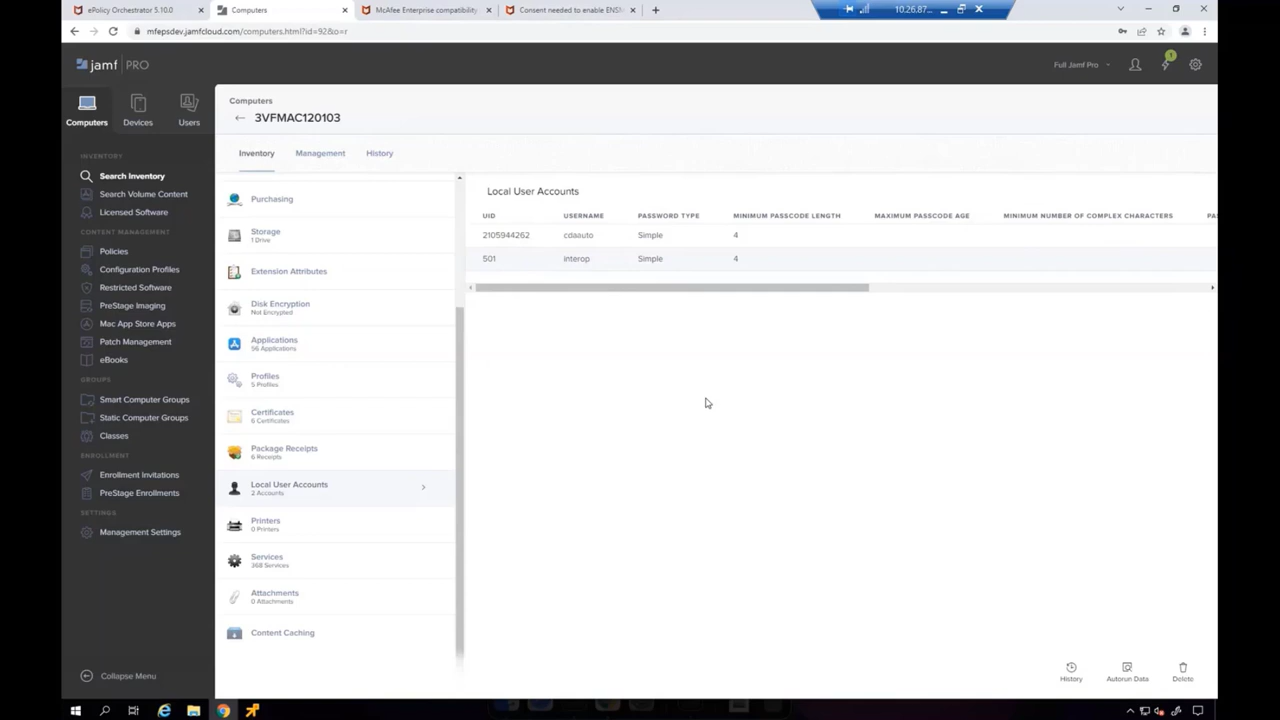 ePolicy Orchestrator 5.10.0
Computers
McAfee Enterprise compatibility
Consent needed to enable ENSM
10.26.87...
mfepsdev.jamfcloud.com/computers.html?id=92&o=r
jamf PRO
Full Jamf Pro
1
Computers
Devices
Users
INVENTORY
Search Inventory
Search Volume Content
Licensed Software
CONTENT MANAGEMENT
Policies
Configuration Profiles
Restricted Software
PreStage Imaging
Mac App Store Apps
Patch Management
eBooks
GROUPS
Smart Computer Groups
Static Computer Groups
Classes
ENROLLMENT
Enrollment Invitations
PreStage Enrollments
SETTINGS
Management Settings
Collapse Menu
Computers
3VFMAC120103
Inventory
Management
History
Purchasing
Storage
1 Drive
Extension Attributes
Disk Encryption
Not Encrypted
Applications
56 Applications
Profiles
5 Profiles
Certificates
6 Certificates
Package Receipts
6 Receipts
Local User Accounts
2 Accounts
Printers
0 Printers
Services
368 Services
Attachments
0 Attachments
Content Caching
Local User Accounts
UID USERNAME PASSWORD TYPE MINIMUM PASSCODE LENGTH MAXIMUM PASSCODE AGE MINIMUM NUMBER OF COMPLEX CHARACTERS PAS
2105944262 cdaauto Simple 4
501 interop Simple 4
History
Autorun Data
Delete